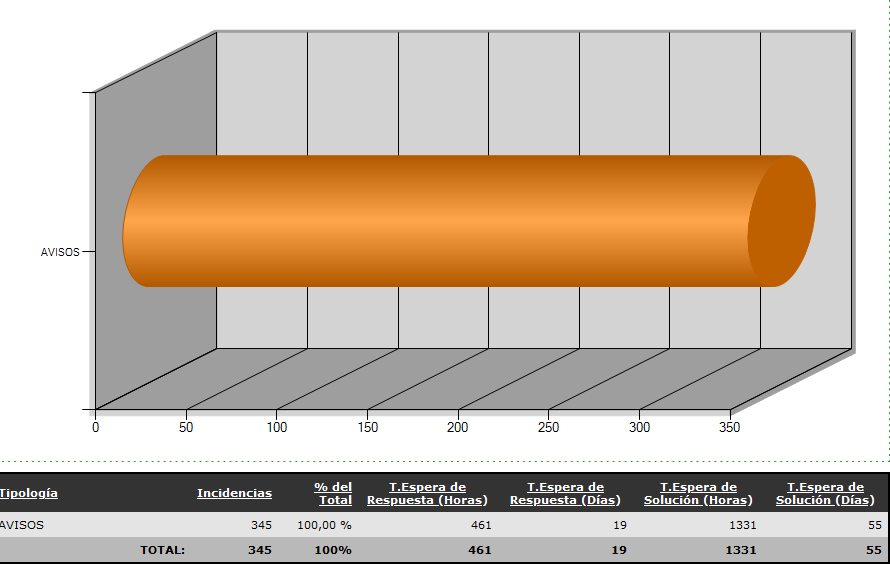 AVISOS
0 50 100 150 200 250 300 350
Tipología Incidencias % del Total T.Espera de Respuesta (Horas) T.Espera de Respuesta (Días) T.Espera de Solución (Horas) T.Espera de Solución (Días)
AVISOS 345 100,00 % 461 19 1331 55
TOTAL: 345 100% 461 19 1331 55